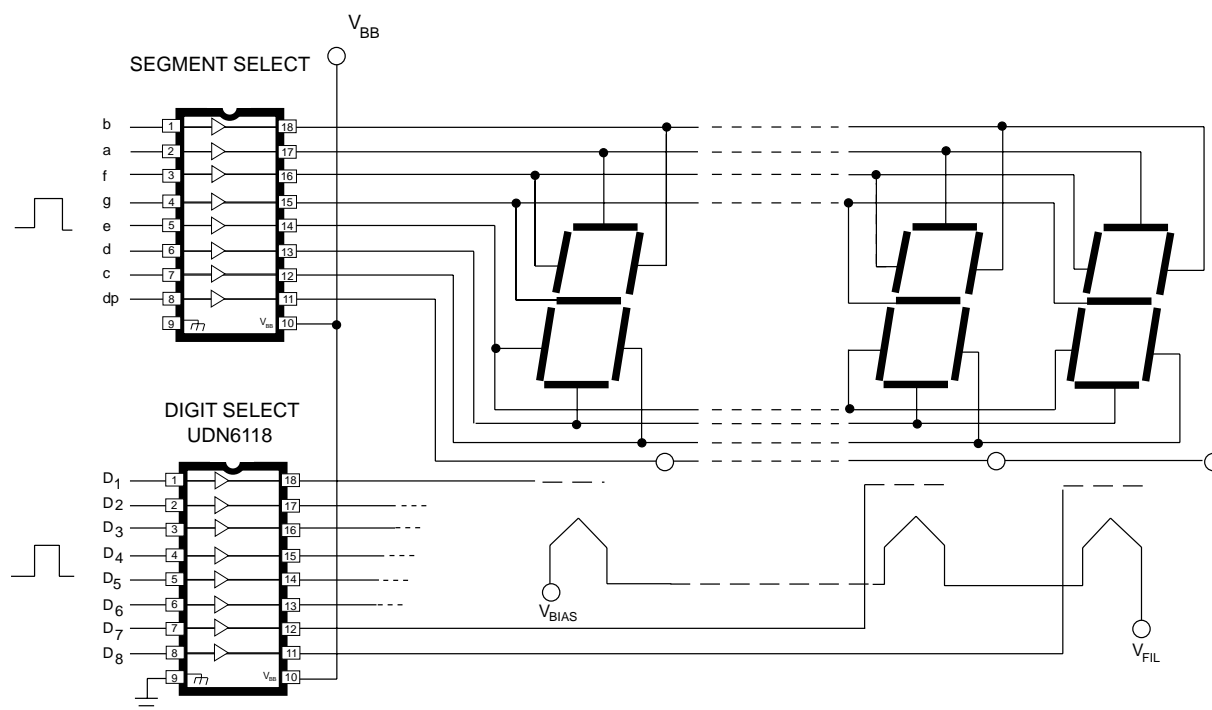 V_BB
SEGMENT SELECT
b 1 18
a 2 17
f 3 16
g 4 15
e 5 14
d 6 13
c 7 12
dp 8 11
9 V_BB 10
DIGIT SELECT
UDN6118
D1 1 18
D2 2 17
D3 3 16
D4 4 15
D5 5 14
D6 6 13
D7 7 12
D8 8 11
9 V_BB 10
V_BIAS
V_FIL